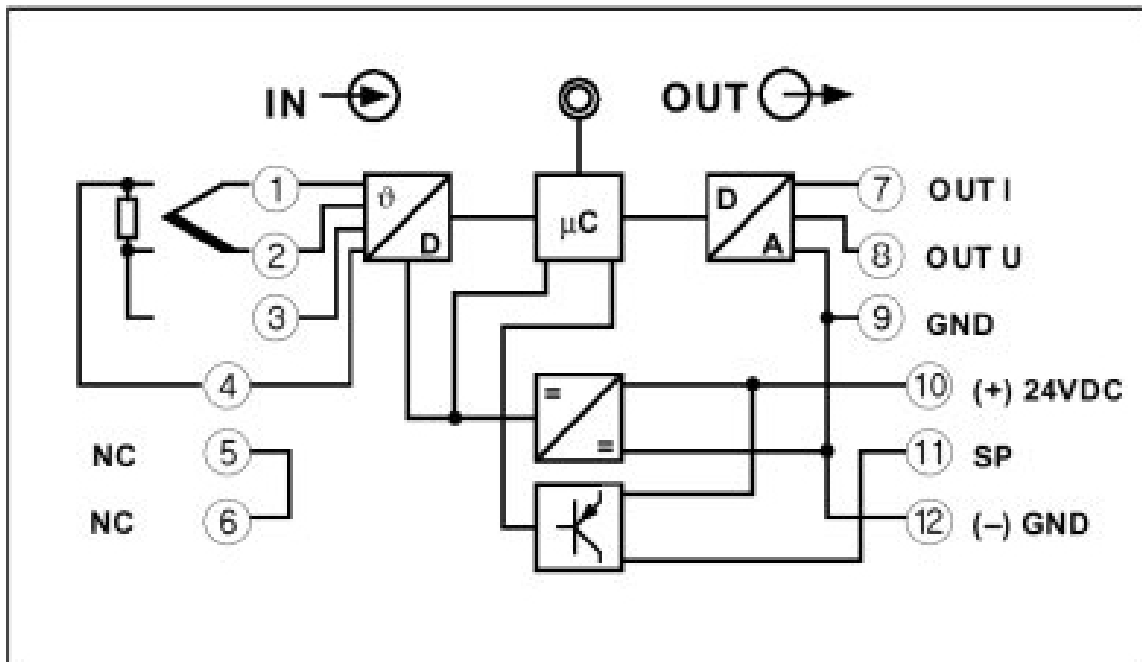 IN
OUT
1
2
3
4
NC 5
NC 6
ϑ
D
μC
D
A
=
=
7 OUT I
8 OUT U
9 GND
10 (+) 24VDC
11 SP
12 (–) GND